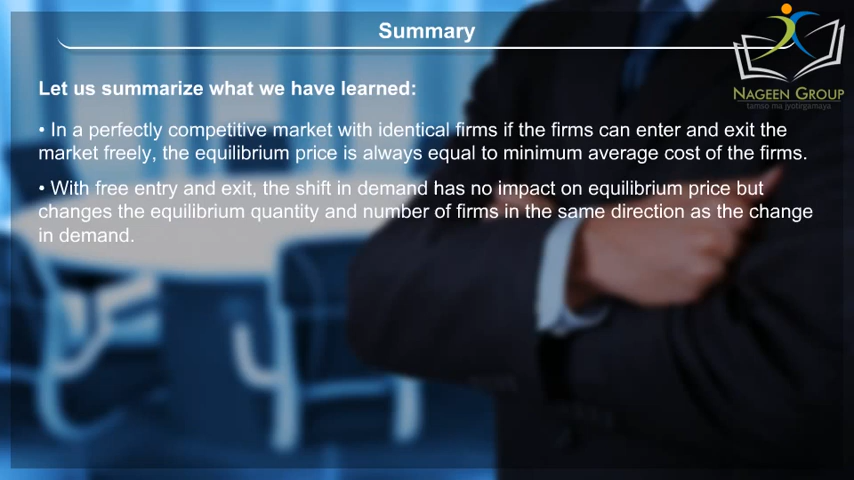 Summary
NAGEEN GROUP
tamso ma jyotirgamaya
Let us summarize what we have learned:
• In a perfectly competitive market with identical firms if the firms can enter and exit the
market freely, the equilibrium price is always equal to minimum average cost of the firms.
• With free entry and exit, the shift in demand has no impact on equilibrium price but
changes the equilibrium quantity and number of firms in the same direction as the change
in demand.